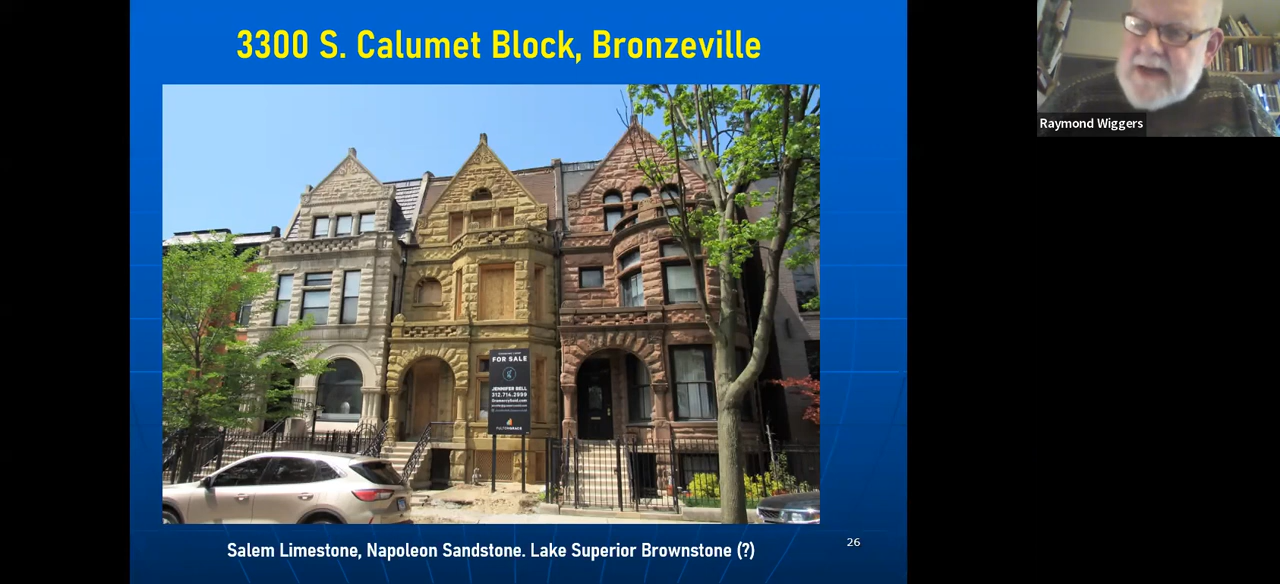 3300 S. Calumet Block, Bronzeville
Raymond Wiggers
FOR SALE
JENNIFER BELL
312.714.2999
Salem Limestone, Napoleon Sandstone. Lake Superior Brownstone (?)
26